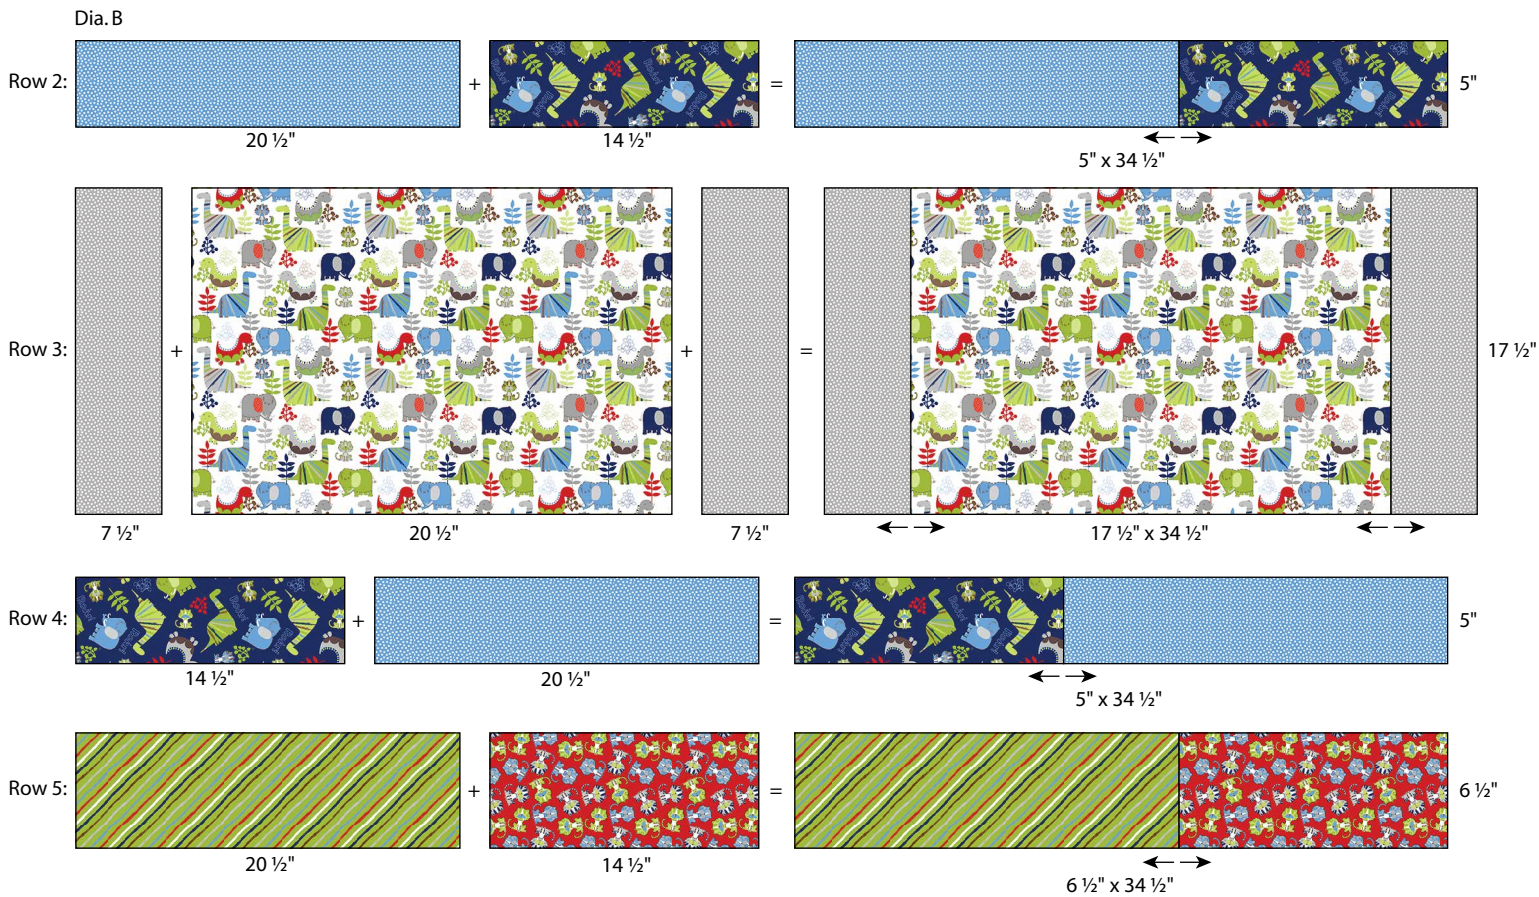 Dia. B
Row 2:
+
=
5"
20 ½"
14 ½"
5" x 34 ½"
Row 3:
+
+
=
17 ½"
7 ½"
20 ½"
7 ½"
17 ½" x 34 ½"
Row 4:
+
=
5"
14 ½"
20 ½"
5" x 34 ½"
Row 5:
+
=
6 ½"
20 ½"
14 ½"
6 ½" x 34 ½"